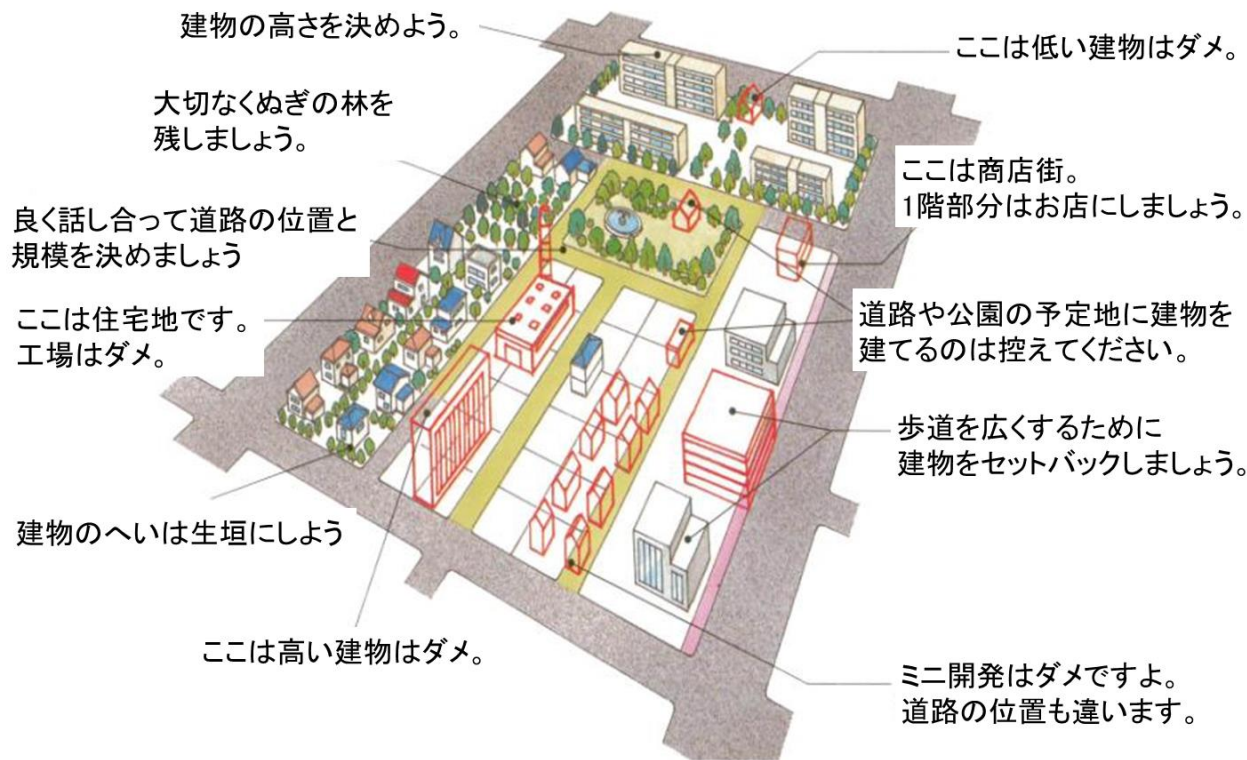 建物の高さを決めよう。
ここは低い建物はダメ。
大切なくぬぎの林を
残しましょう。
ここは商店街。
1階部分はお店にしましょう。
良く話し合って道路の位置と
規模を決めましょう
ここは住宅地です。
工場はダメ。
道路や公園の予定地に建物を
建てるのは控えてください。
歩道を広くするために
建物をセットバックしましょう。
建物のへいは生垣にしよう
ここは高い建物はダメ。
ミニ開発はダメですよ。
道路の位置も違います。